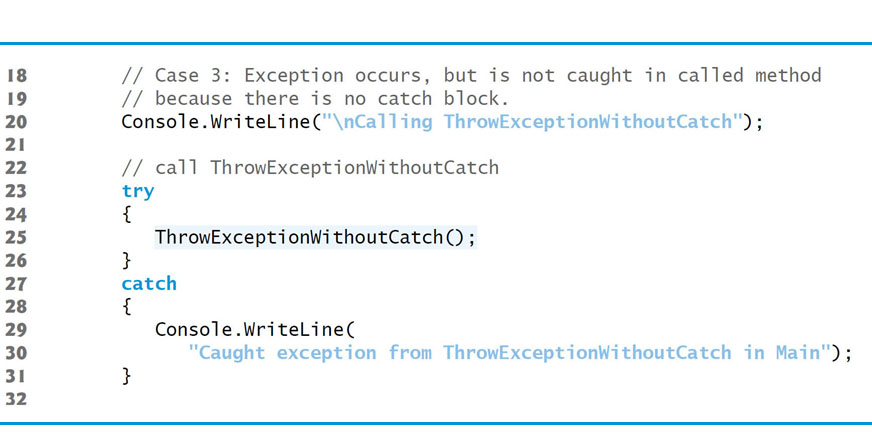 18 // Case 3: Exception occurs, but is not caught in called method
19 // because there is no catch block.
20 Console.WriteLine("\nCalling ThrowExceptionWithoutCatch");
21
22 // call ThrowExceptionWithoutCatch
23 try
24 {
25 ThrowExceptionWithoutCatch();
26 }
27 catch
28 {
29 Console.WriteLine(
30 "Caught exception from ThrowExceptionWithoutCatch in Main");
31 }
32